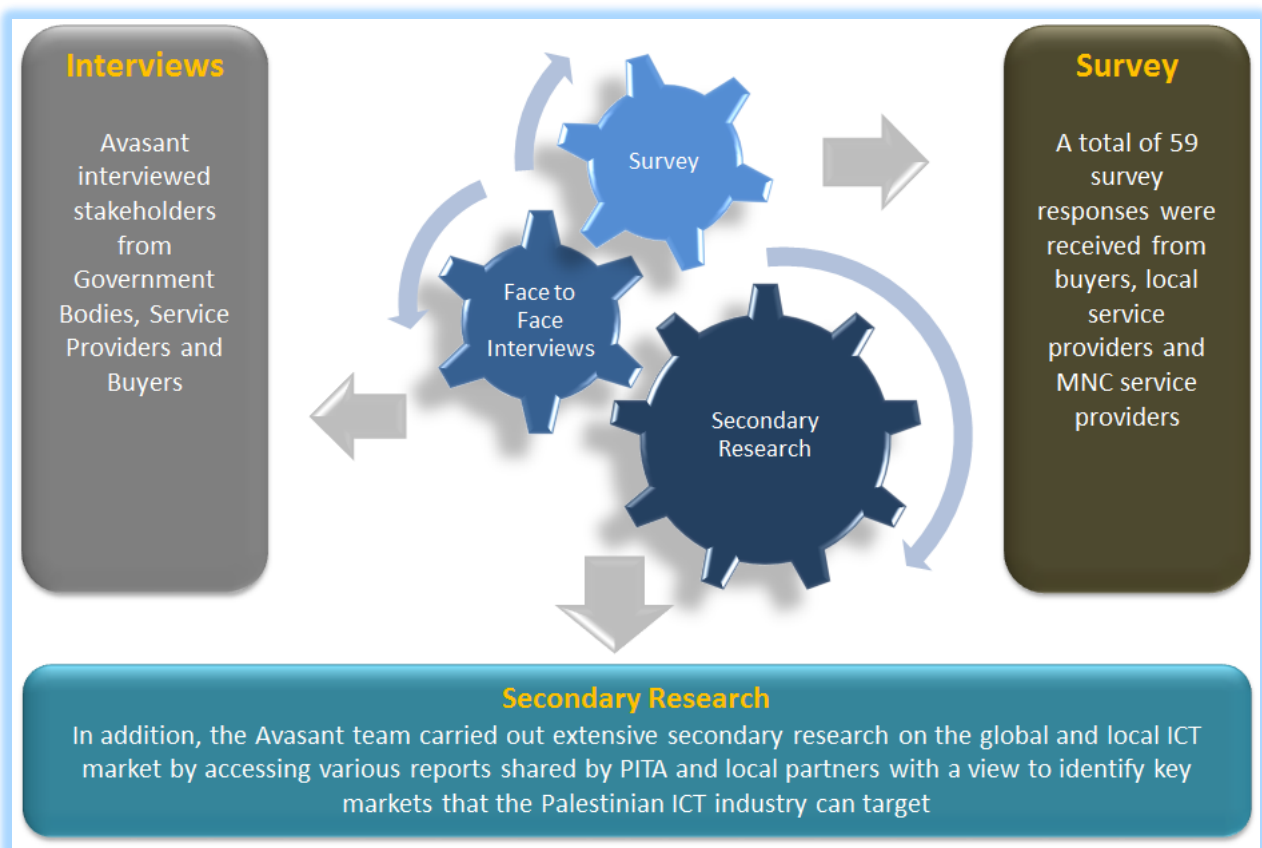 Interviews
Avasant
interviewed
stakeholders
from
Government
Bodies, Service
Providers and
Buyers
Survey
Face to
Face
Interviews
Secondary
Research
Survey
A total of 59
survey
responses were
received from
buyers, local
service
providers and
MNC service
providers
Secondary Research
In addition, the Avasant team carried out extensive secondary research on the global and local ICT
market by accessing various reports shared by PITA and local partners with a view to identify key
markets that the Palestinian ICT industry can target